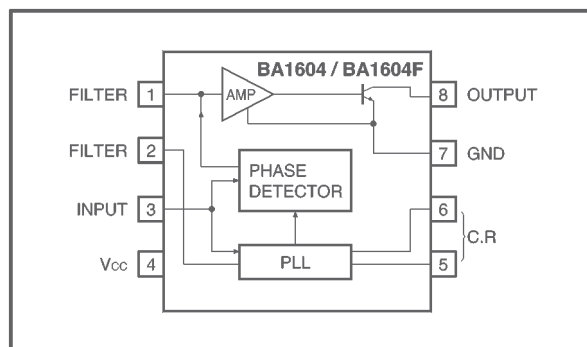 BA1604 / BA1604F
FILTER 1
AMP
8 OUTPUT
FILTER 2
7 GND
PHASE
DETECTOR
INPUT 3
6
C.R
Vcc 4
PLL
5